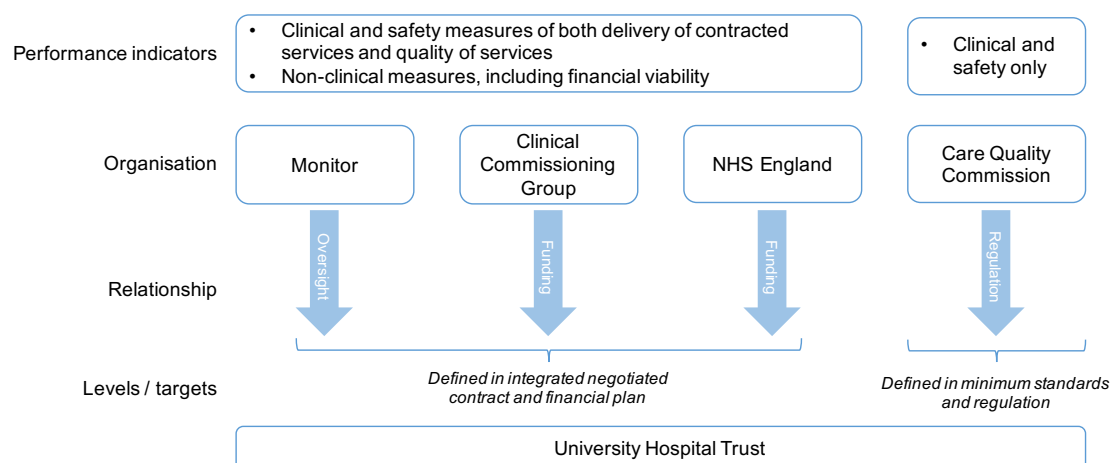 Performance indicators
• Clinical and safety measures of both delivery of contracted
services and quality of services
• Non-clinical measures, including financial viability
• Clinical and
safety only
Organisation
Monitor
Clinical
Commissioning
Group
NHS England
Care Quality
Commission
Relationship
Oversight
Funding
Funding
Regulation
Levels / targets
Defined in integrated negotiated
contract and financial plan
Defined in minimum standards
and regulation
University Hospital Trust